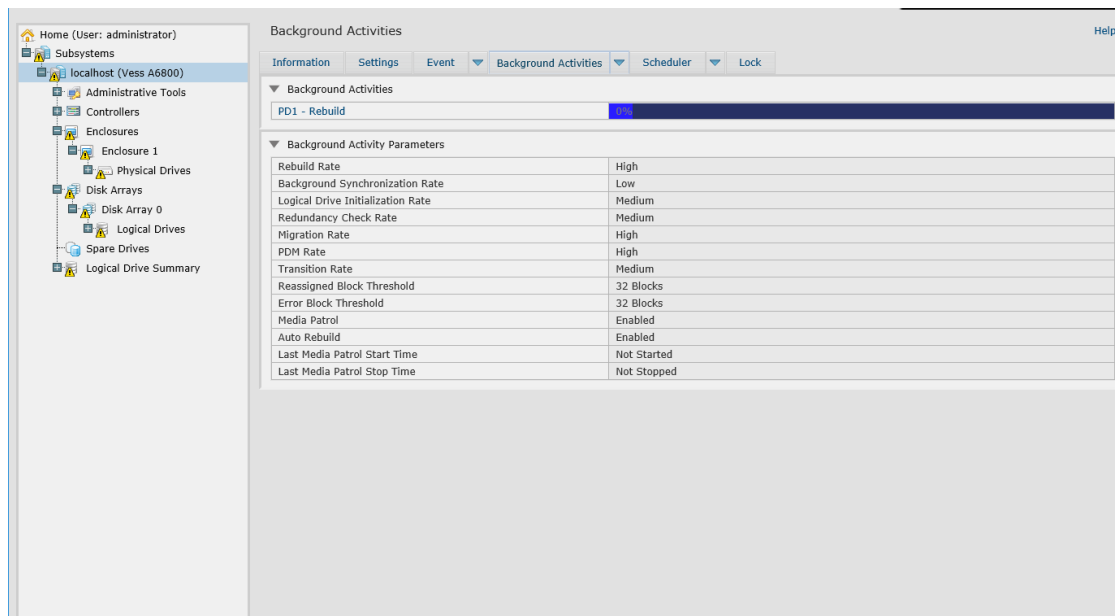 Home (User: administrator)
Subsystems
localhost (Vess A6800)
Administrative Tools
Controllers
Enclosures
Enclosure 1
Physical Drives
Disk Arrays
Disk Array 0
Logical Drives
Spare Drives
Logical Drive Summary
Background Activities
Help
Information Settings Event Background Activities Scheduler Lock
Background Activities
PD1 - Rebuild 0%
Background Activity Parameters
Rebuild Rate High
Background Synchronization Rate Low
Logical Drive Initialization Rate Medium
Redundancy Check Rate Medium
Migration Rate High
PDM Rate High
Transition Rate Medium
Reassigned Block Threshold 32 Blocks
Error Block Threshold 32 Blocks
Media Patrol Enabled
Auto Rebuild Enabled
Last Media Patrol Start Time Not Started
Last Media Patrol Stop Time Not Stopped